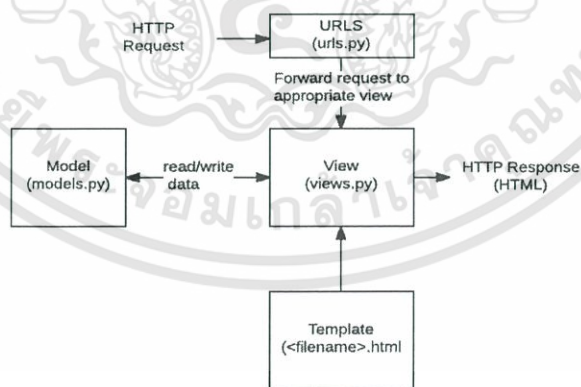 HTTP
Request
URLS
(urls.py)
Forward request to
appropriate view
Model
(models.py)
read/write
data
View
(views.py)
HTTP Response
(HTML)
Template
(<filename>.html